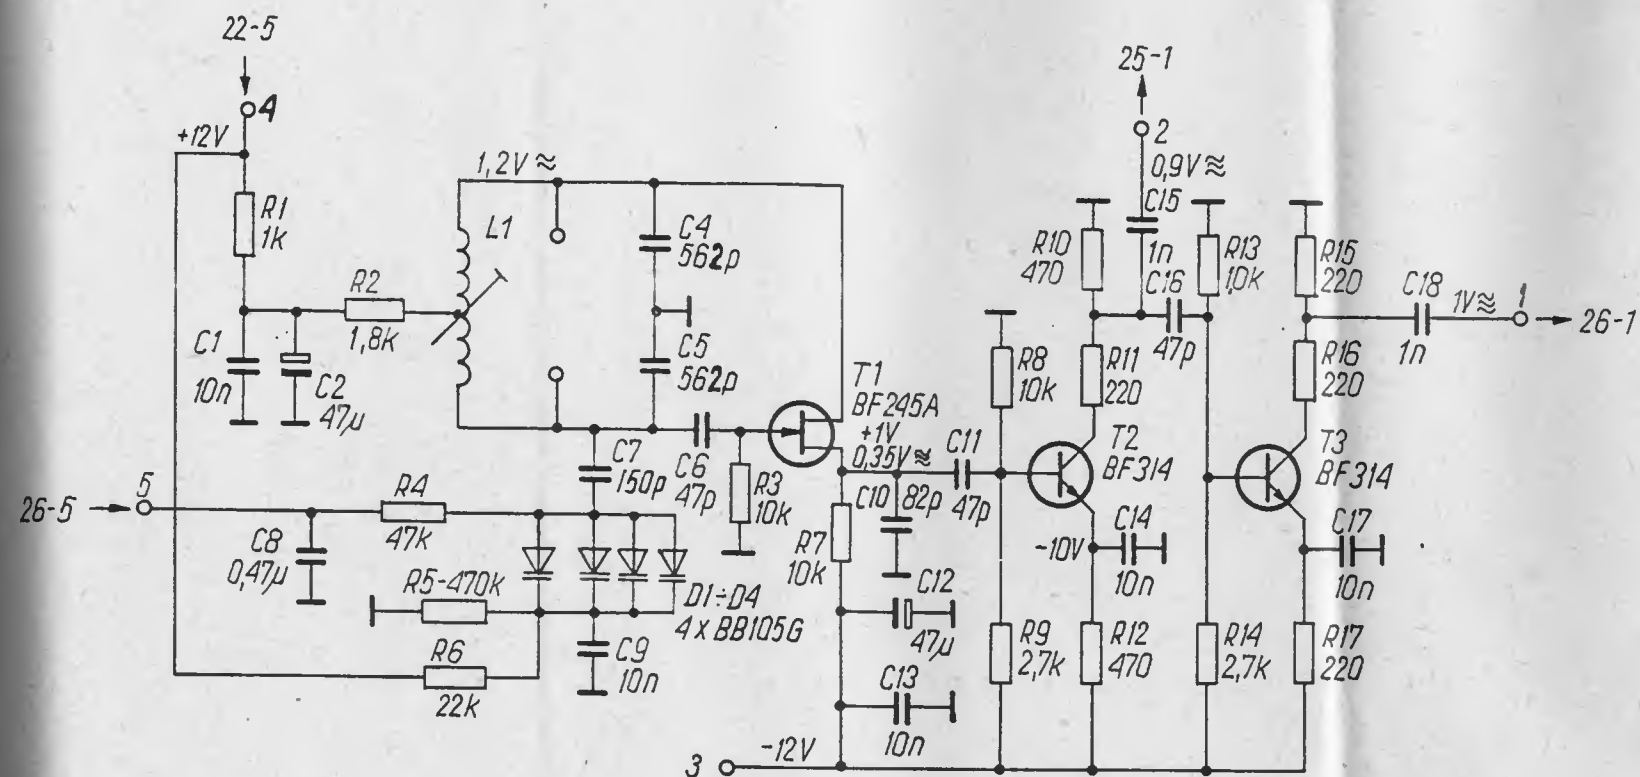 22-5
4
+12V
R1
1k
1,2V ≈
L1
C4
562p
C5
562p
R2
1,8k
C1
10n
C2
47μ
C6
47p
C7
150p
5
26-5
R4
47k
C8
0,47μ
R5-470k
R6
22k
D1÷D4
4×BB105G
C9
10n
R3
10k
T1
BF245A
+1V
0,35V ≈
C10
82p
C11
47p
R7
10k
C12
47μ
C13
10n
3
-12V
25-1
2
0,9V ≈
C15
1n
R10
470
C16
47p
R13
10k
R8
10k
R11
220
T2
BF314
-10V
C14
10n
R9
2,7k
R12
470
R14
2,7k
R15
220
R16
220
C18
1n
1V ≈
1
26-1
T3
BF314
C17
10n
R17
220